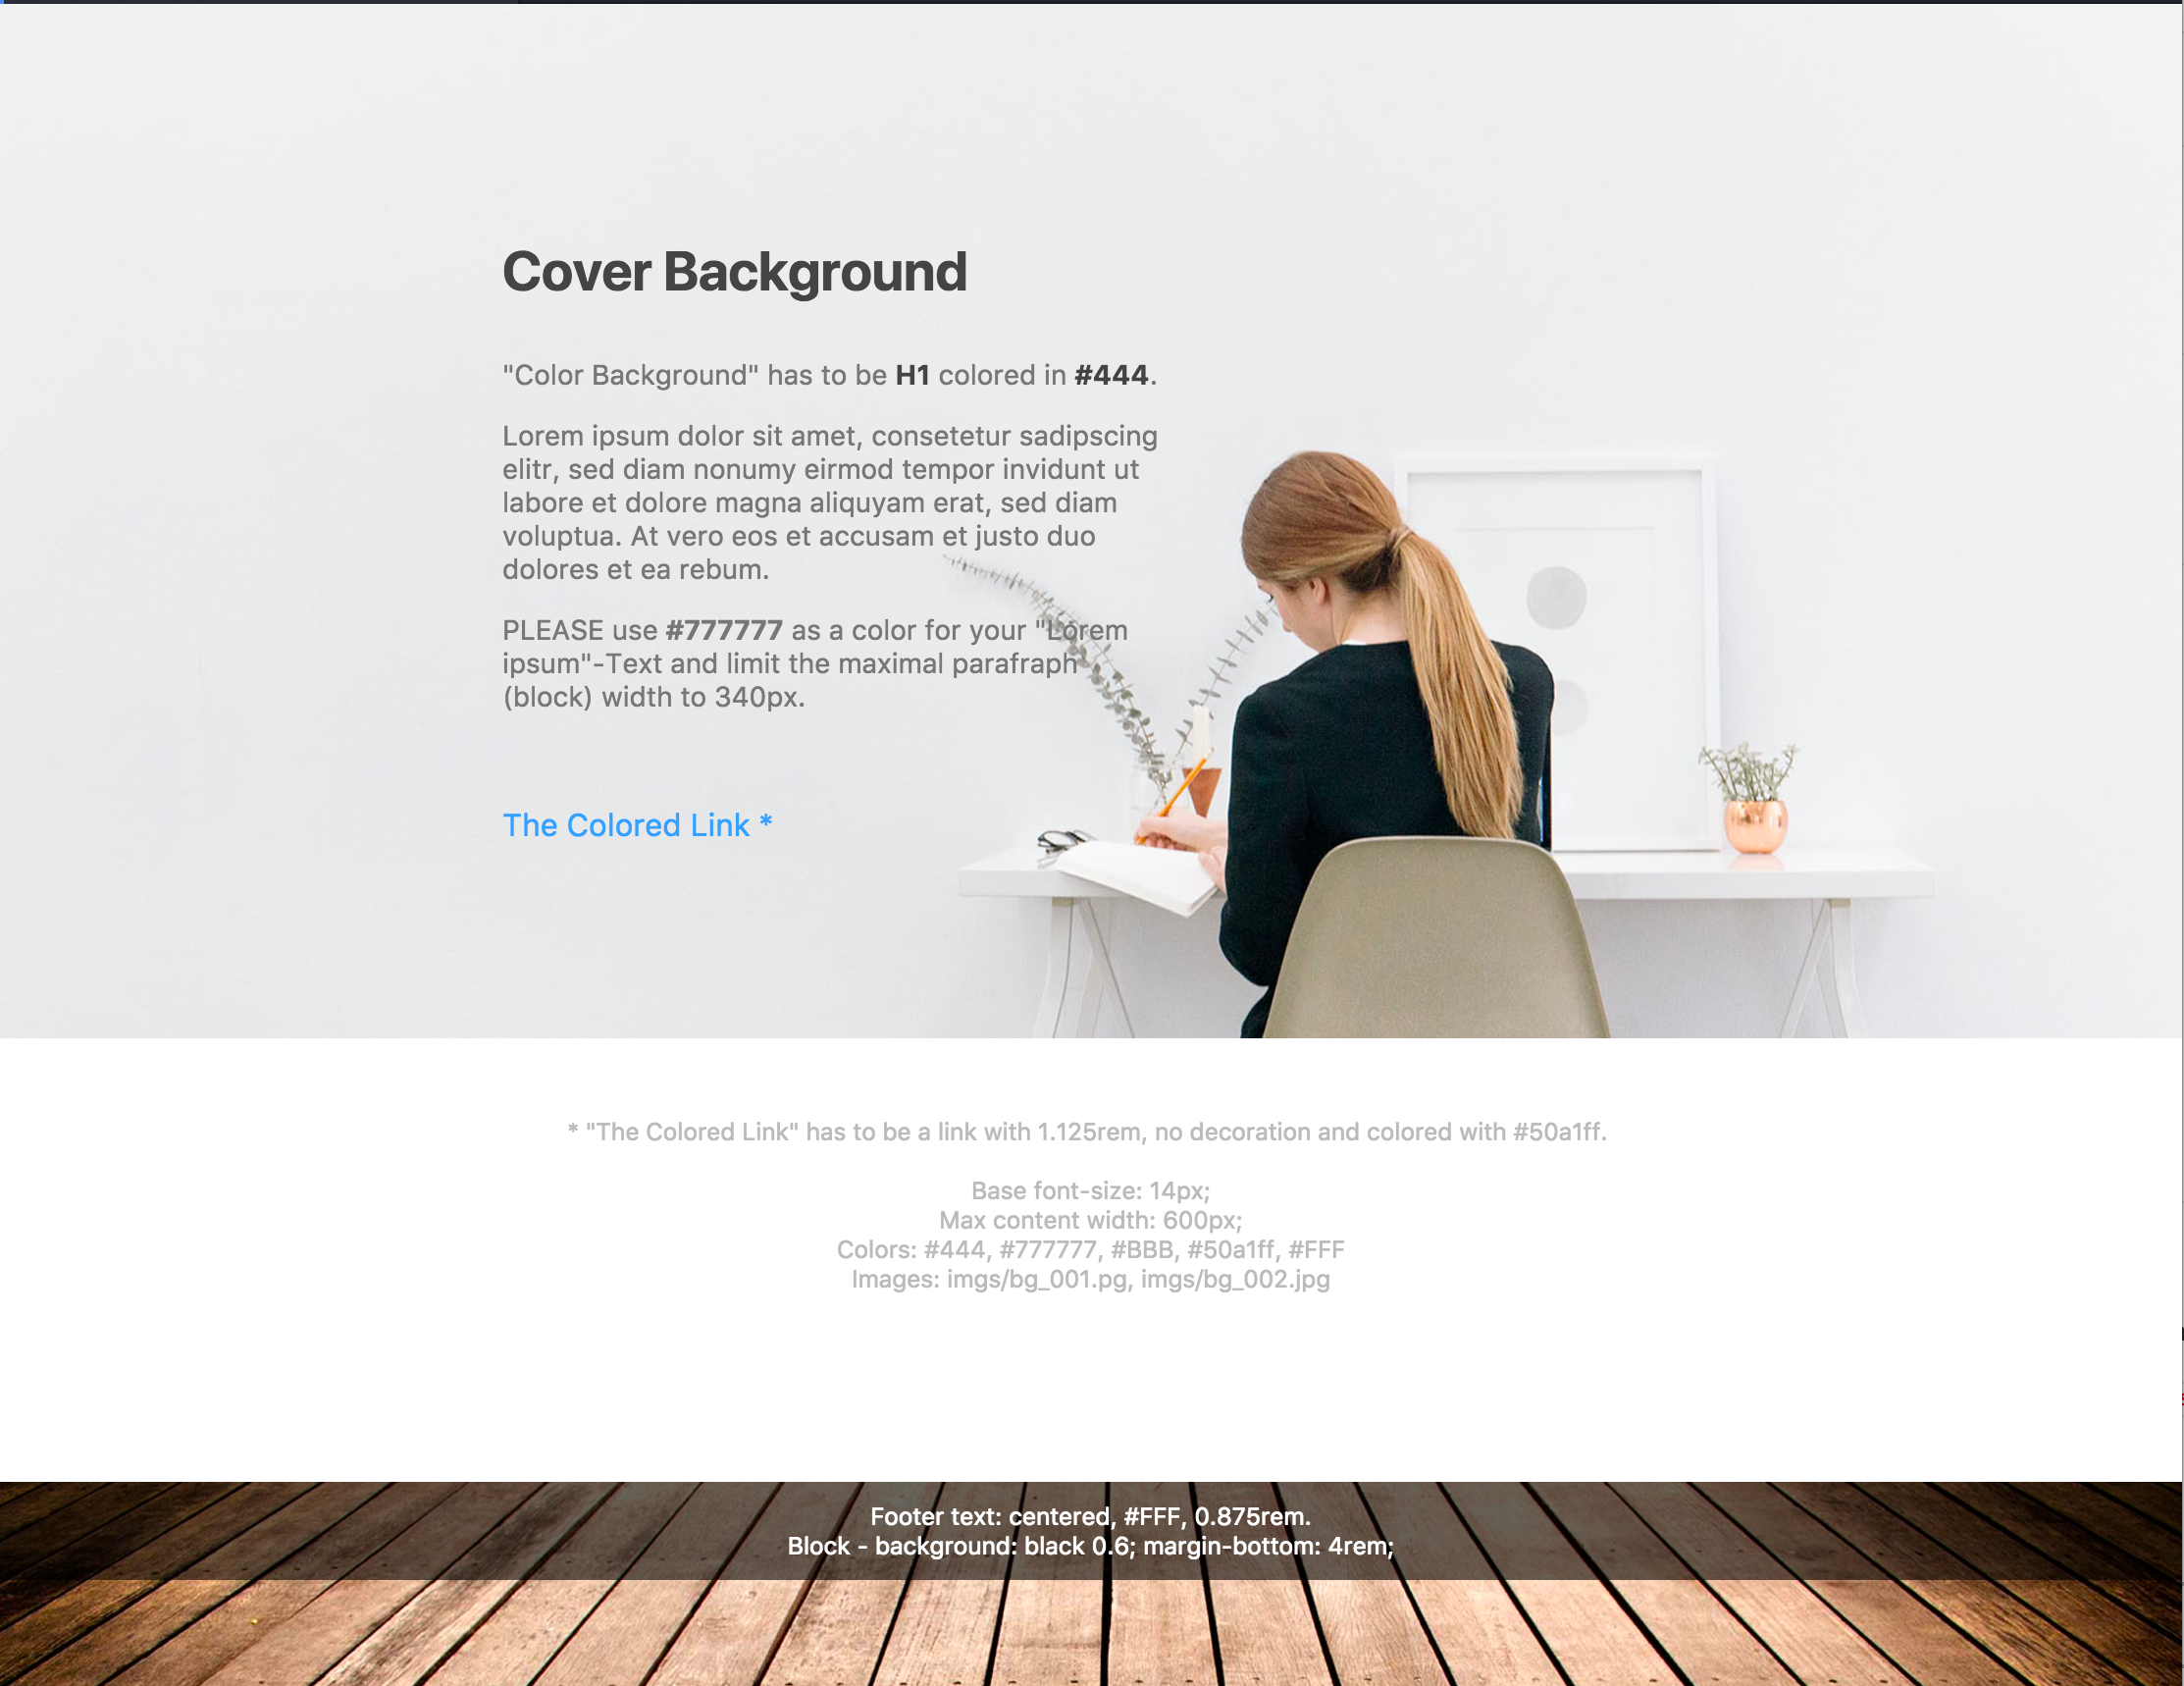 Cover Background
"Color Background" has to be H1 colored in #444.
Lorem ipsum dolor sit amet, consetetur sadipscing
elitr, sed diam nonumy eirmod tempor invidunt ut
labore et dolore magna aliquyam erat, sed diam
voluptua. At vero eos et accusam et justo duo
dolores et ea rebum.
PLEASE use #777777 as a color for your "Lorem
ipsum"-Text and limit the maximal parafraph
(block) width to 340px.
The Colored Link *
* "The Colored Link" has to be a link with 1.125rem, no decoration and colored with #50a1ff.
Base font-size: 14px;
Max content width: 600px;
Colors: #444, #777777, #BBB, #50a1ff, #FFF
Images: imgs/bg_001.pg, imgs/bg_002.jpg
Footer text: centered, #FFF, 0.875rem.
Block - background: black 0.6; margin-bottom: 4rem;